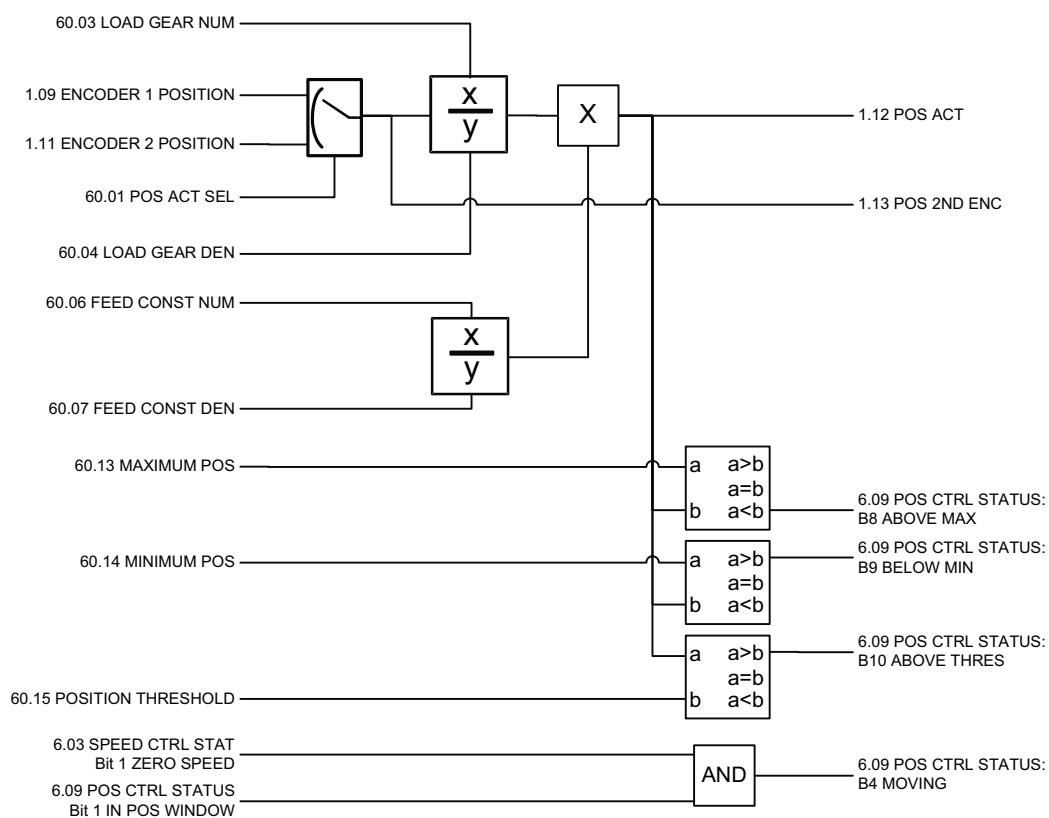 60.03 LOAD GEAR NUM
1.09 ENCODER 1 POSITION
1.11 ENCODER 2 POSITION
60.01 POS ACT SEL
60.04 LOAD GEAR DEN
x
y
X
1.12 POS ACT
1.13 POS 2ND ENC
60.06 FEED CONST NUM
x
y
60.07 FEED CONST DEN
60.13 MAXIMUM POS
a a>b
a=b
b a<b
6.09 POS CTRL STATUS:
B8 ABOVE MAX
60.14 MINIMUM POS
a a>b
a=b
b a<b
6.09 POS CTRL STATUS:
B9 BELOW MIN
60.15 POSITION THRESHOLD
a a>b
a=b
b a<b
6.09 POS CTRL STATUS:
B10 ABOVE THRES
6.03 SPEED CTRL STAT
Bit 1 ZERO SPEED
6.09 POS CTRL STATUS
Bit 1 IN POS WINDOW
AND
6.09 POS CTRL STATUS:
B4 MOVING